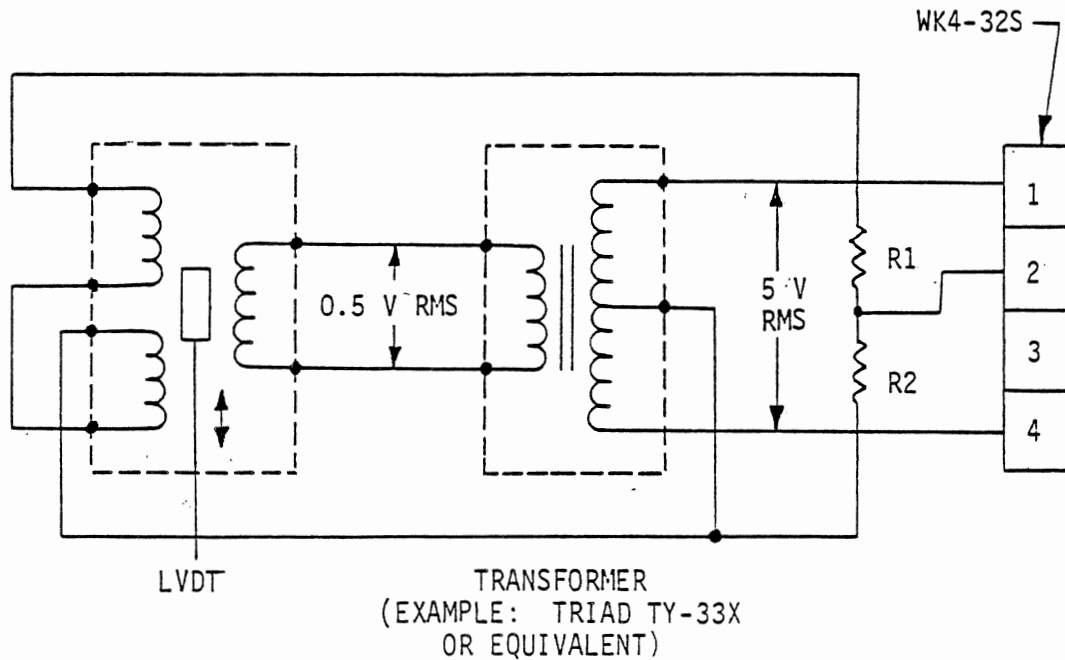 WK4-32S
1
2
3
4
R1
R2
0.5 V RMS
5 V
RMS
LVDT
TRANSFORMER
(EXAMPLE: TRIAD TY-33X
OR EQUIVALENT)